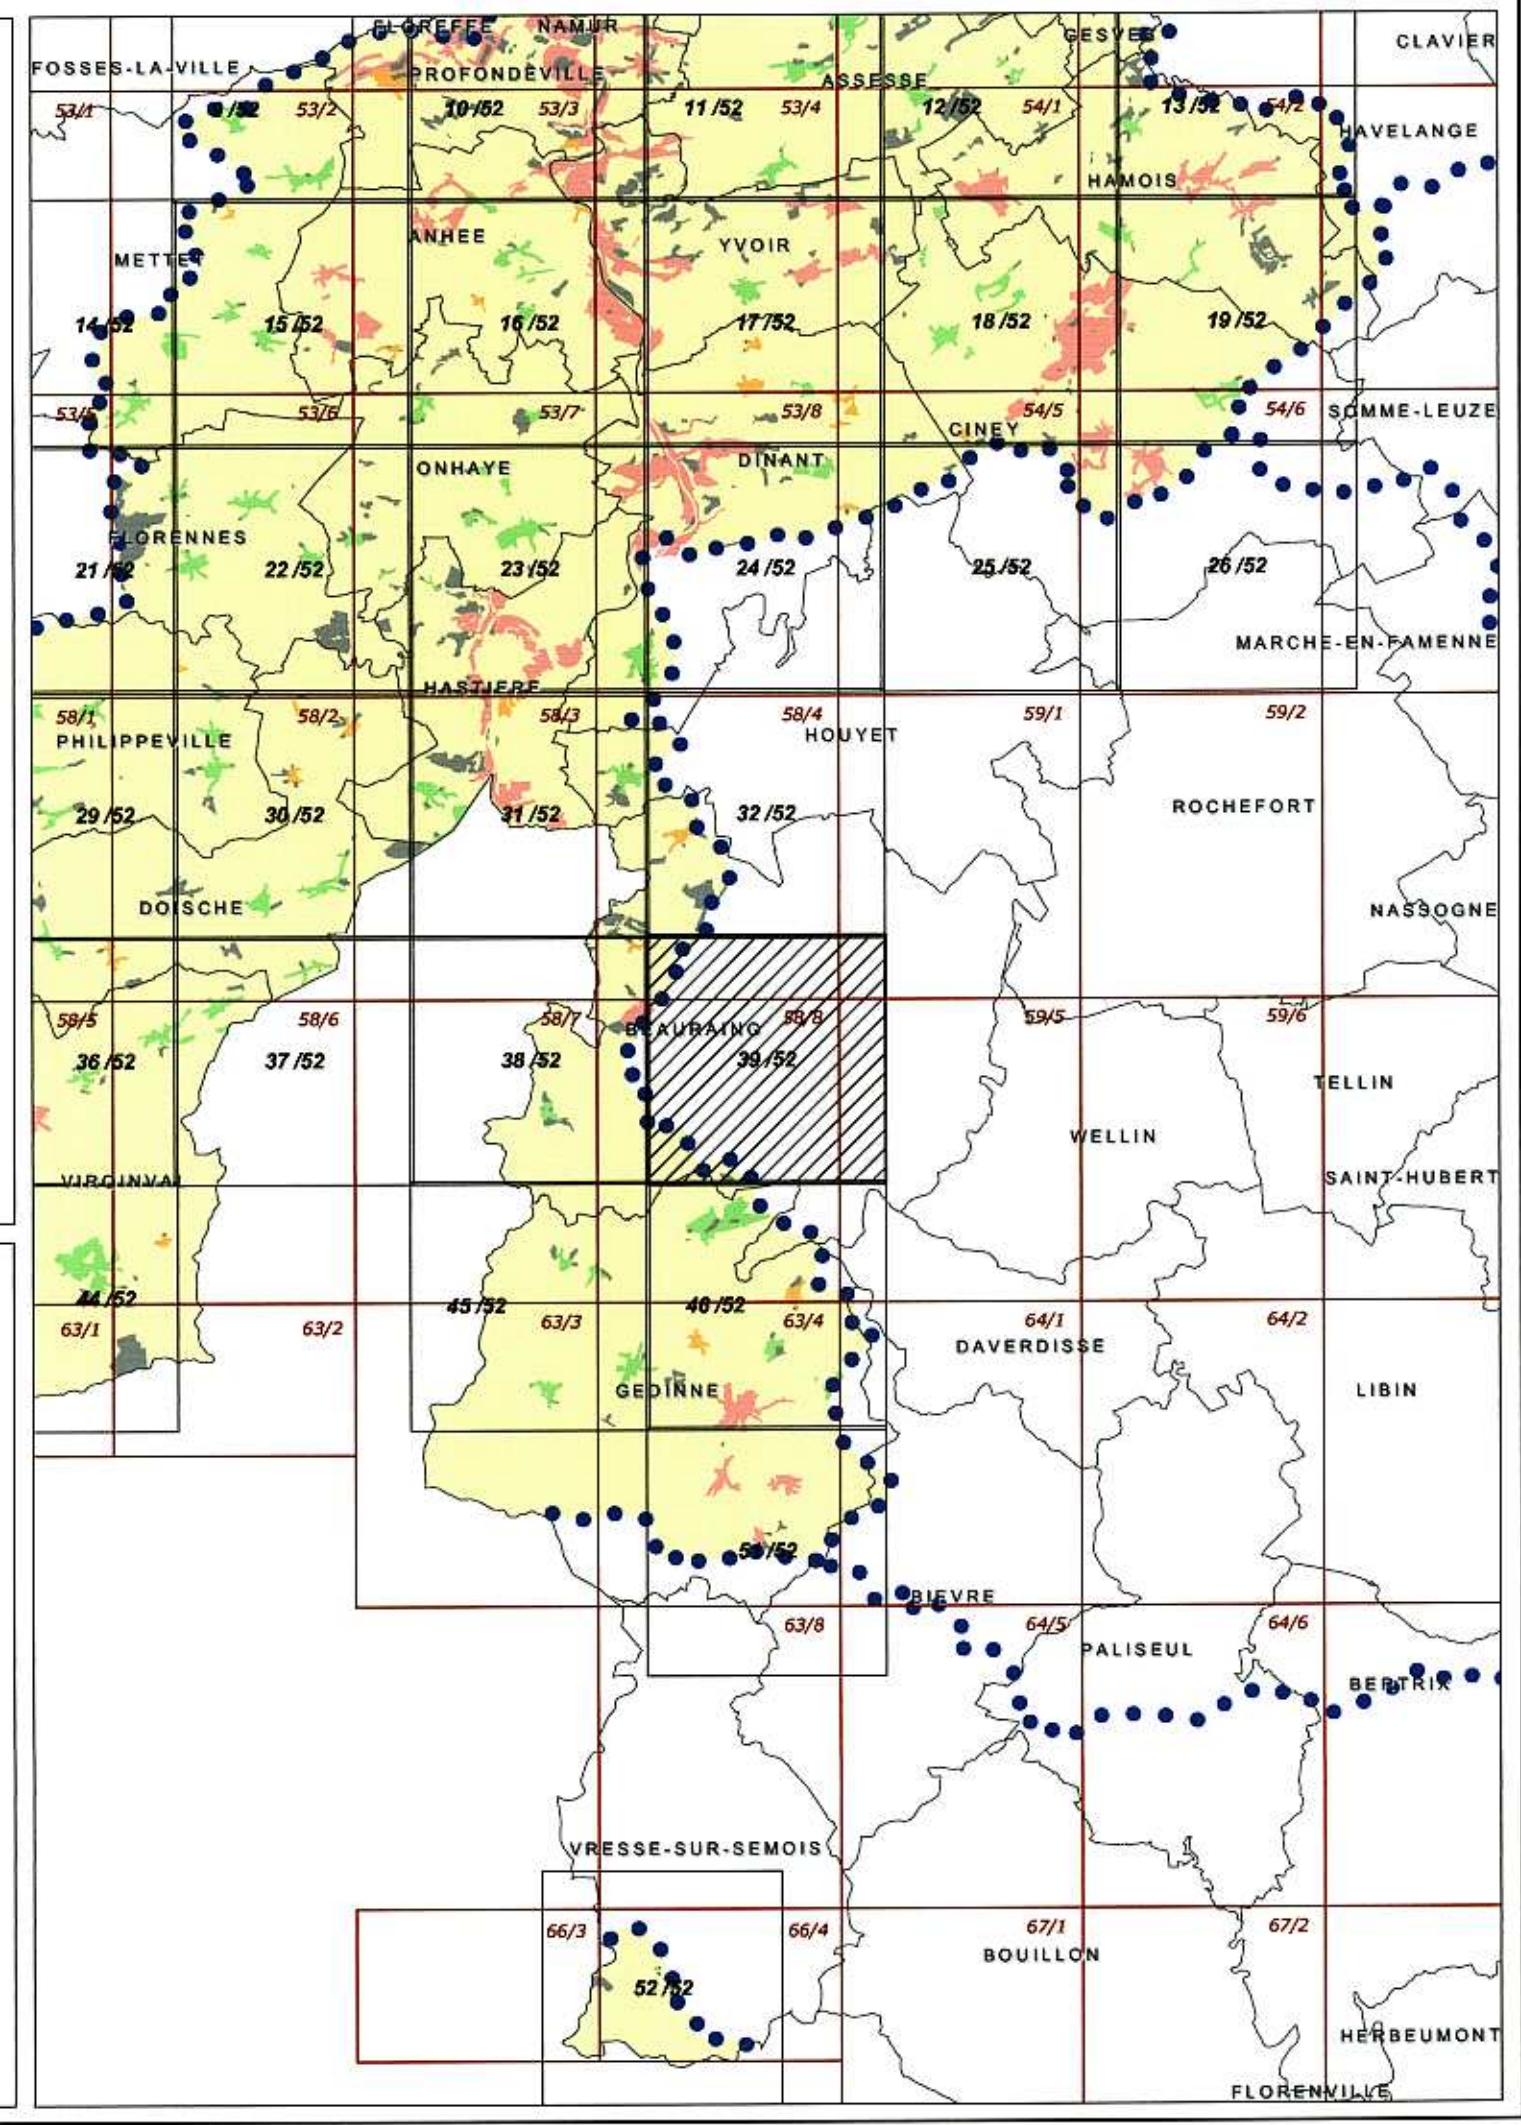 FLOREFFE NAMUR GESVES CLAVIER
FOSSES-LA-VILLE PROFONDEVILLE ASSESSE
53/1 /52 53/2 10 /52 53/3 11 /52 53/4 12 /52 54/1 13 /52 54/2
HAVELANGE
HAMOIS
METTET ANHEE YVOIR
14 /52 15 /52 16 /52 17 /52 18 /52 19 /52
53/5 53/6 53/7 53/8 54/5 54/6 SOMME-LEUZE
CINEY
ONHAYE DINANT
FLORENNES
21 /52 22 /52 23 /52 24 /52 25 /52 26 /52
MARCHE-EN-FAMENNE
HASTIERE
58/1 58/2 58/3 58/4 59/1 59/2
PHILIPPEVILLE HOUYET
29 /52 30 /52 31 /52 32 /52 ROCHEFORT
DOISCHE NASSOGNE
58/5 58/6 58/7 BEAURAING 58/8 59/5 59/6
36 /52 37 /52 38 /52 39 /52
TELLIN
WELLIN
VIROINVAL SAINT-HUBERT
44 /52 45 /52 46 /52
63/1 63/2 63/3 63/4 64/1 64/2
DAVERDISSE
GEDINNE LIBIN
51 /52
BIEVRE
63/8 64/5 64/6
PALISEUL
BERTRIX
VRESSE-SUR-SEMOIS
66/3 66/4 67/1 67/2
BOUILLON
52 /52
HERBEUMONT
FLORENVILLE